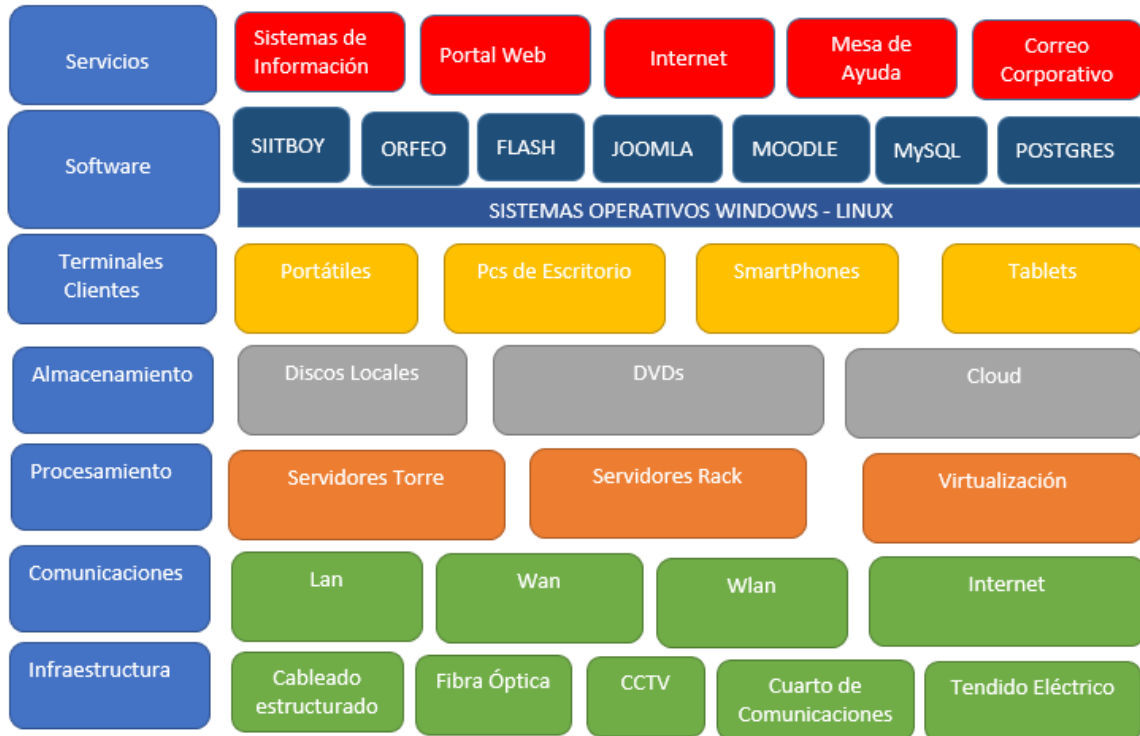 Servicios
Sistemas de
Información
Portal Web
Internet
Mesa de
Ayuda
Correo
Corporativo
Software
SIITBOY
ORFEO
FLASH
JOOMLA
MOODLE
MySQL
POSTGRES
SISTEMAS OPERATIVOS WINDOWS - LINUX
Terminales
Clientes
Portátiles
Pcs de Escritorio
SmartPhones
Tablets
Almacenamiento
Discos Locales
DVDs
Cloud
Procesamiento
Servidores Torre
Servidores Rack
Virtualización
Comunicaciones
Lan
Wan
Wlan
Internet
Infraestructura
Cableado
estructurado
Fibra Óptica
CCTV
Cuarto de
Comunicaciones
Tendido Eléctrico